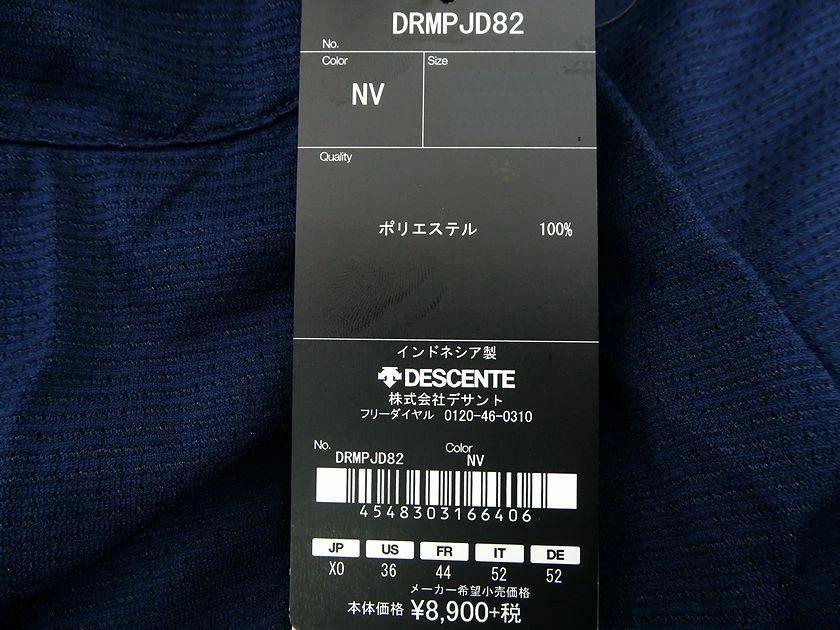 DRMPJD82
No.
Color Size
NV
Quality
ポリエステル 100%
インドネシア製
DESCENTE
株式会社デサント
フリーダイヤル 0120-46-0310
No. Color
DRMPJD82 NV
4548303166406
JP US FR IT DE
XO 36 44 52 52
メーカー希望小売価格
本体価格 ¥8,900+税